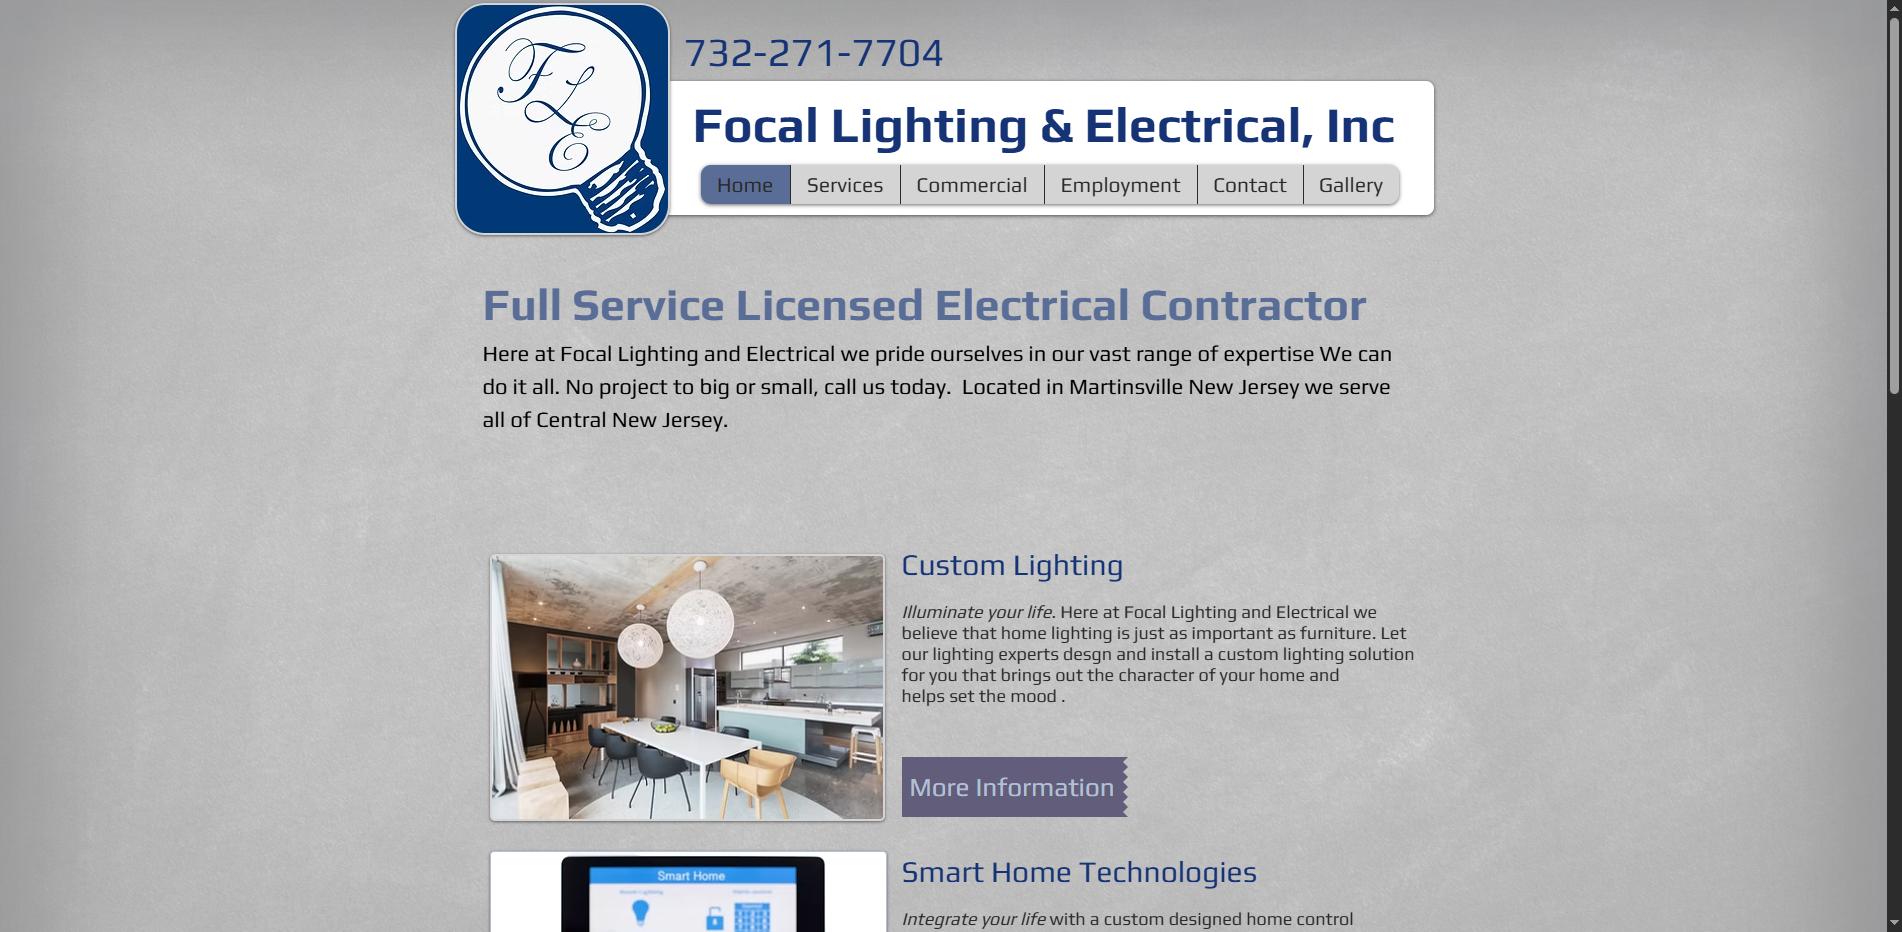 FLE
732-271-7704
Focal Lighting & Electrical, Inc
Home Services Commercial Employment Contact Gallery
Full Service Licensed Electrical Contractor
Here at Focal Lighting and Electrical we pride ourselves in our vast range of expertise We can
do it all. No project to big or small, call us today.  Located in Martinsville New Jersey we serve
all of Central New Jersey.
Custom Lighting
Illuminate your life. Here at Focal Lighting and Electrical we
believe that home lighting is just as important as furniture. Let
our lighting experts desgn and install a custom lighting solution
for you that brings out the character of your home and
helps set the mood .
More Information
Smart Home
Smart Home Technologies
Integrate your life with a custom designed home control